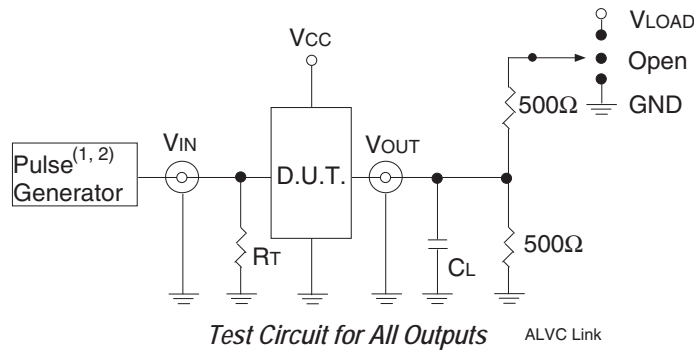 VLOAD
VCC
Open
500Ω
GND
VIN
VOUT
Pulse(1, 2)
Generator
D.U.T.
RT
CL
500Ω
Test Circuit for All Outputs
ALVC Link